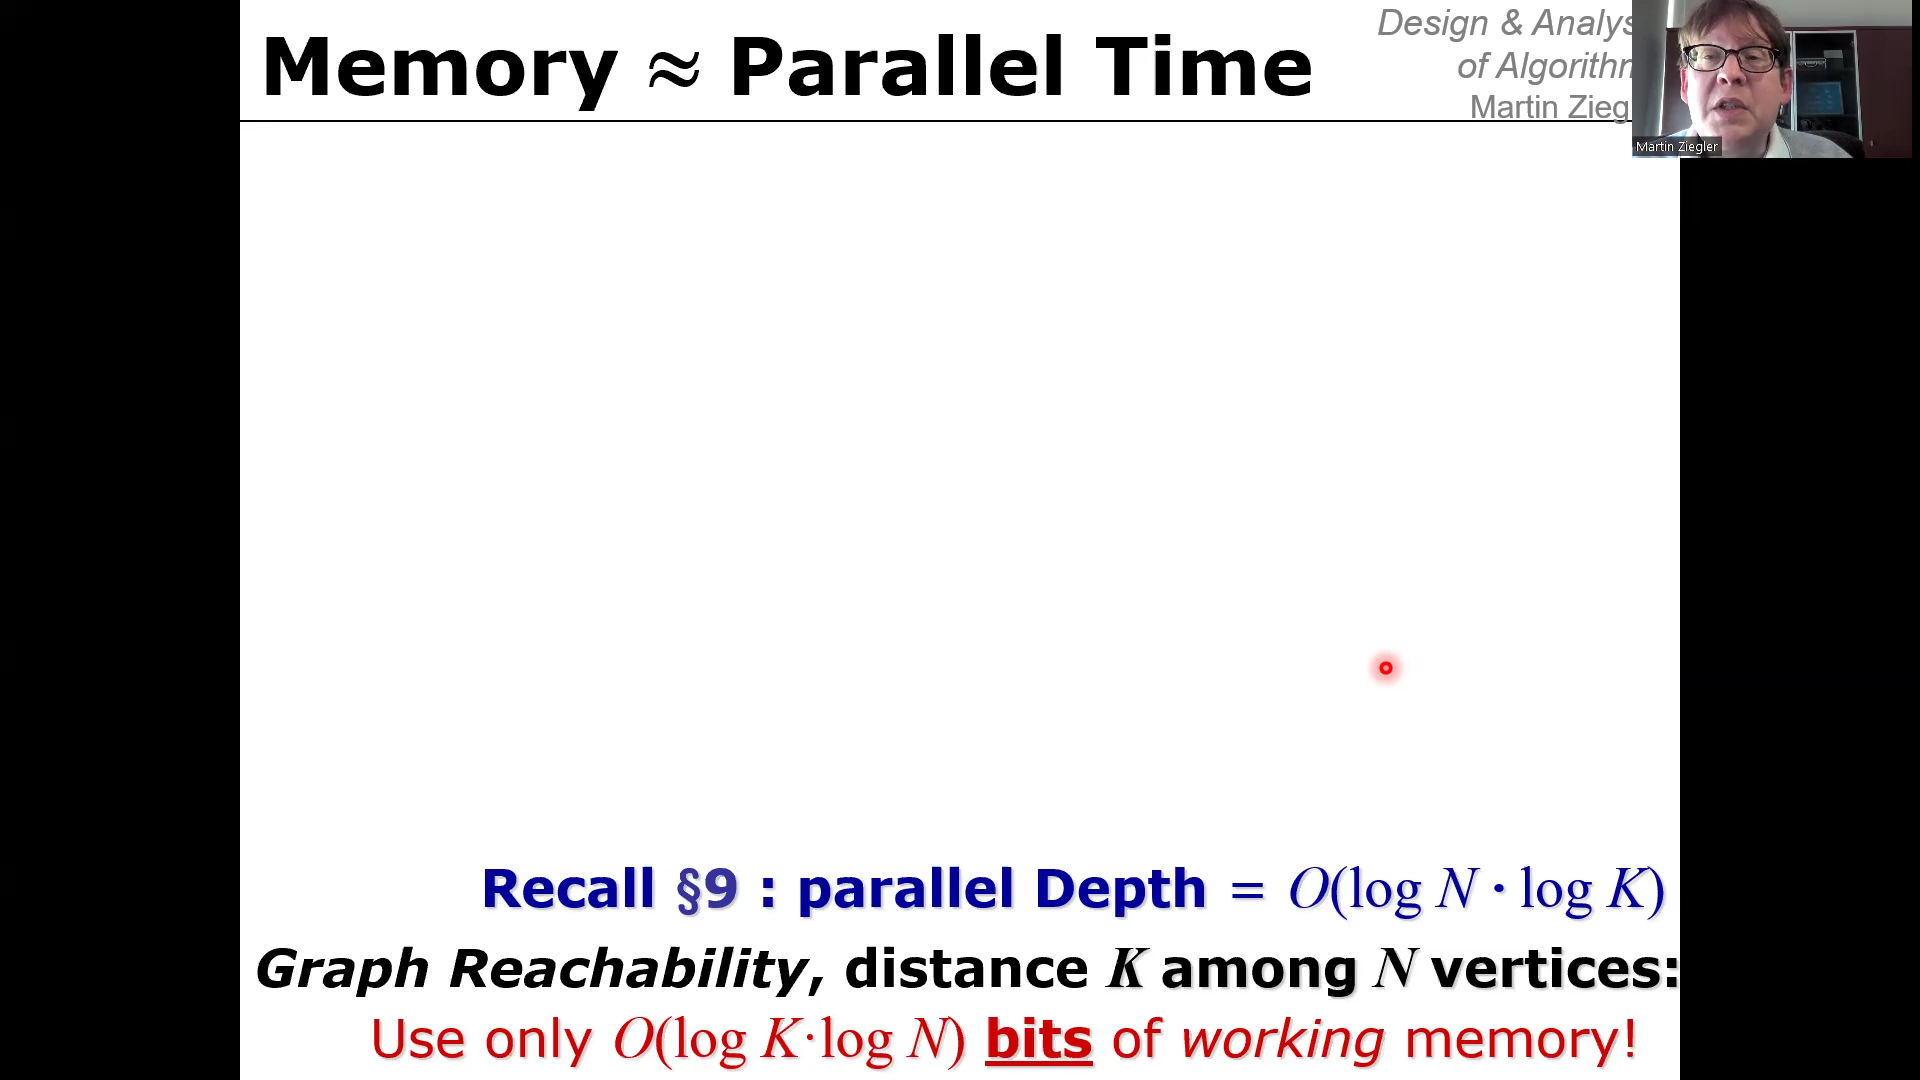 Memory ≈ Parallel Time
Design & Analys
of Algorithm
Martin Zieg
Martin Ziegler
Recall §9 : parallel Depth = O(log N · log K)
Graph Reachability, distance K among N vertices:
Use only O(log K·log N) bits of working memory!